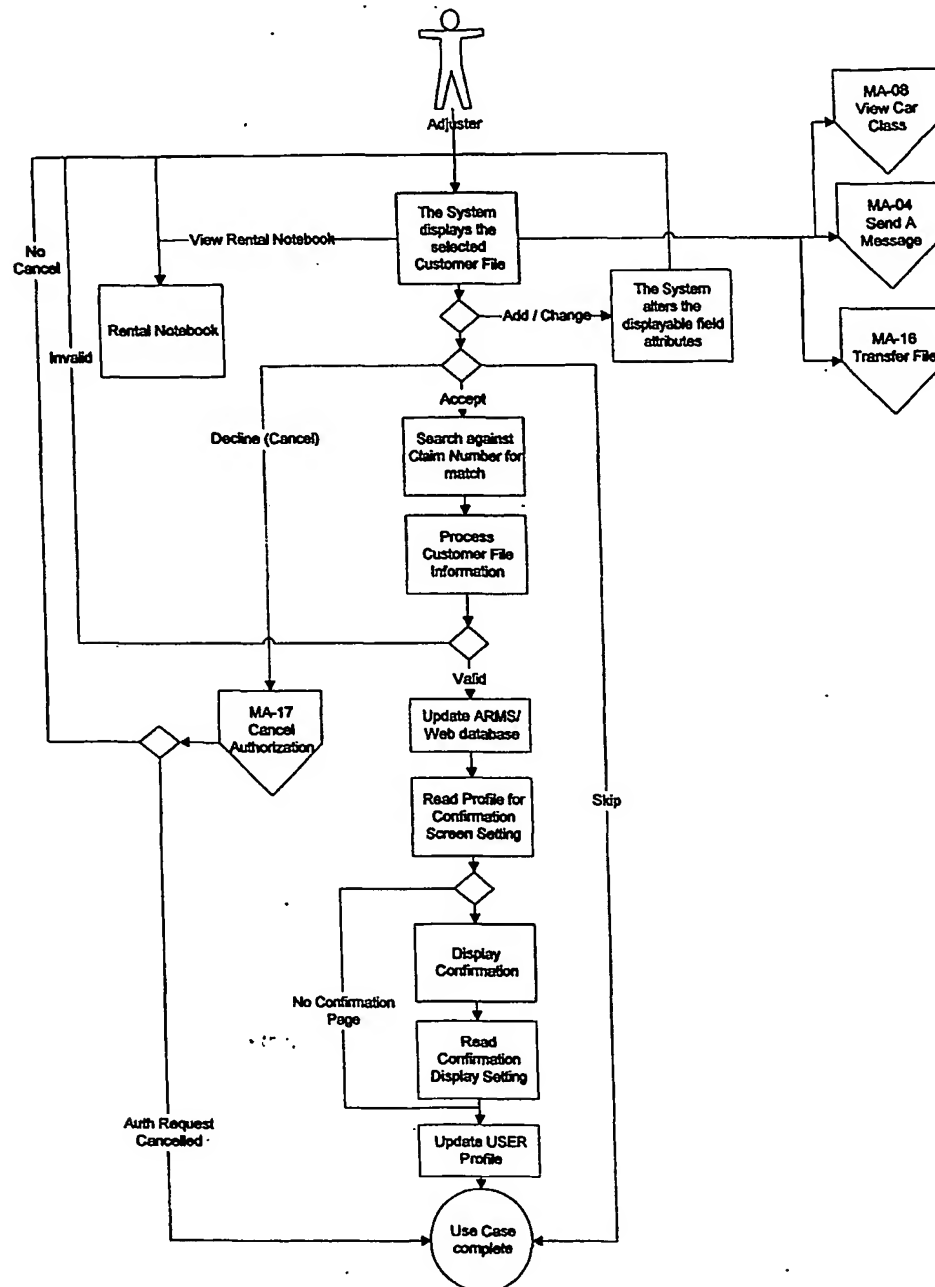 Adjuster
MA-08
View Car
Class
MA-04
Send A
Message
MA-16
Transfer File
The System
displays the
selected
Customer File
View Rental Notebook
No
Cancel
Rental Notebook
Add / Change
The System
alters the
displayable field
attributes
Invalid
Accept
Decline (Cancel)
Search against
Claim Number for
match
Process
Customer File
Information
Valid
MA-17
Cancel
Authorization
Update ARMS/
Web database
Skip
Read Profile for
Confirmation
Screen Setting
Display
Confirmation
No Confirmation
Page
Read
Confirmation
Display Setting
Auth Request
Cancelled
Update USER
Profile
Use Case
complete